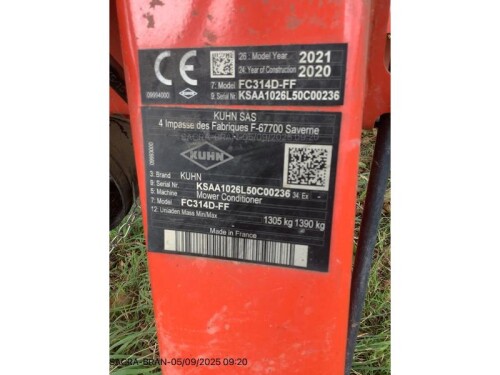 CE
09994000
26: Model Year 2021
24: Year of Construction 2020
7: Model FC314D-FF
9: Serial Nr. KSAA1026L50C00236
KUHN SAS
4 Impasse des Fabriques F-67700 Saverne
KUHN
3: Brand KUHN
9: Serial Nr. KSAA1026L50C00236 34: Ex -
5: Machine Mower Conditioner
7: Model FC314D-FF
12: Unladen Mass Min/Max 1305 kg 1390 kg
Made in France
-05/09/2025 09:20